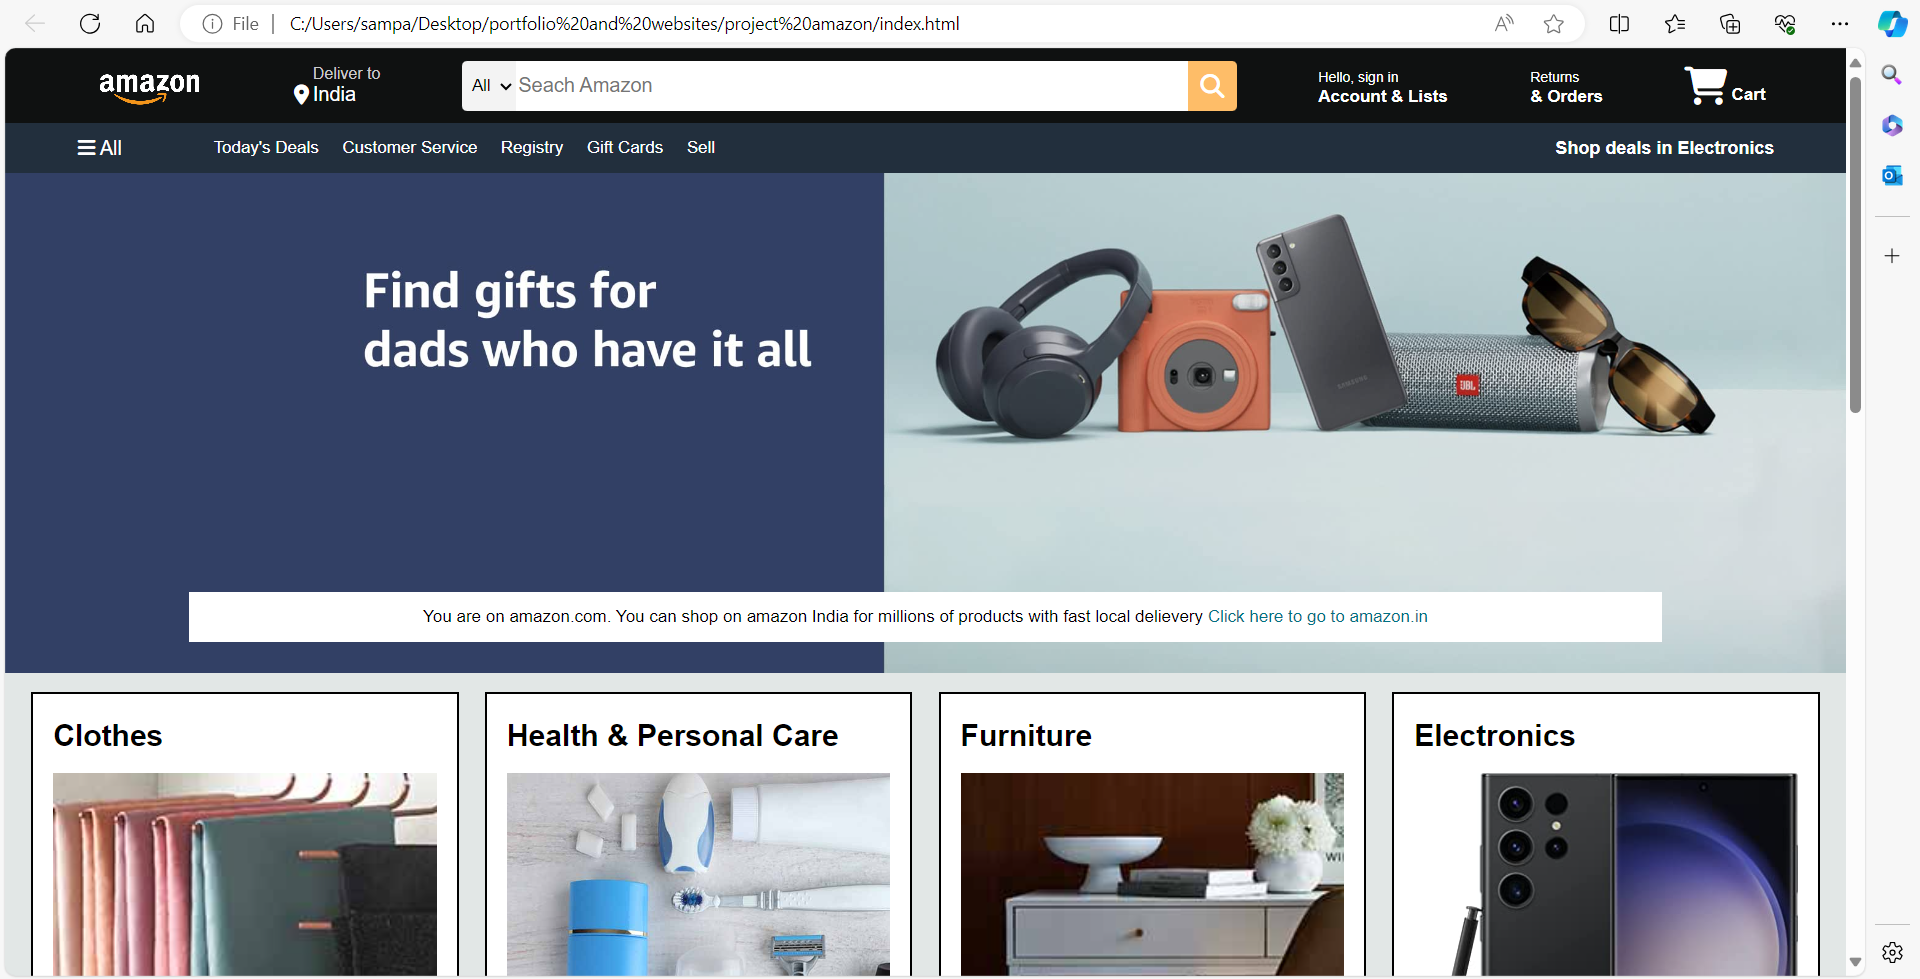 File C:/Users/sampa/Desktop/portfolio%20and%20websites/project%20amazon/index.html
amazon
Deliver to
India
All
Seach Amazon
Hello, sign in
Account & Lists
Returns
& Orders
Cart
All
Today's Deals
Customer Service
Registry
Gift Cards
Sell
Shop deals in Electronics
Find gifts for
dads who have it all
SAMSUNG
JBL
You are on amazon.com. You can shop on amazon India for millions of products with fast local delievery Click here to go to amazon.in
Clothes
Health & Personal Care
Furniture
Electronics